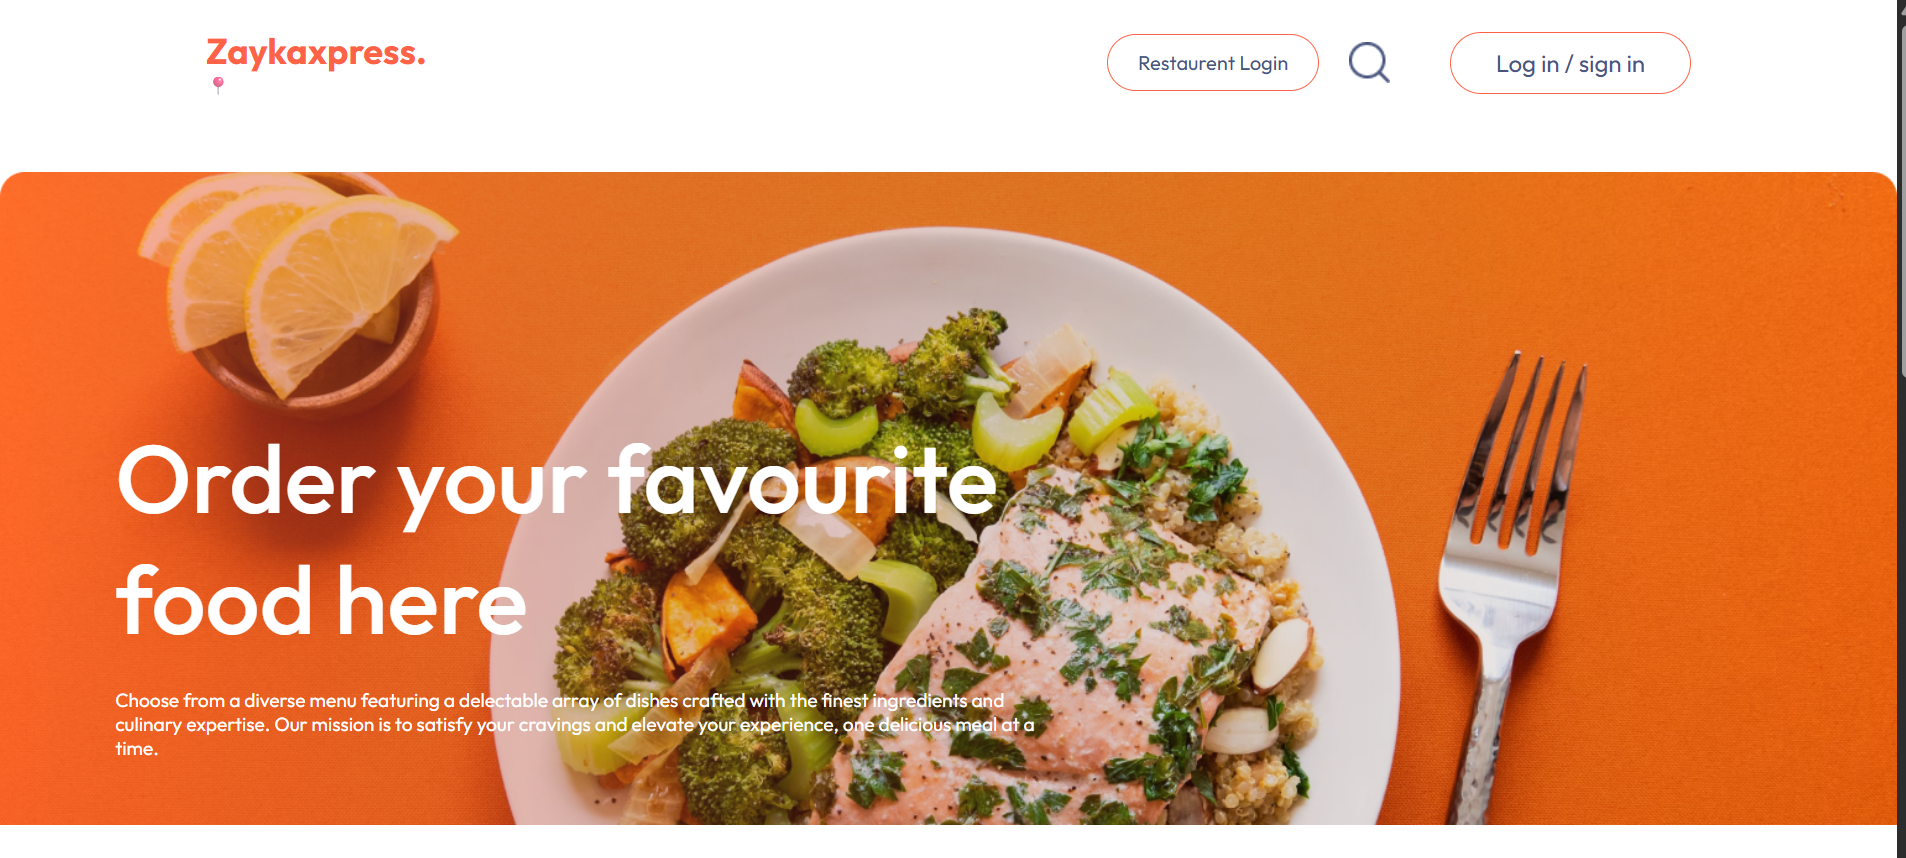 Zaykaxpress.
Restaurent Login
Log in / sign in
Order your favourite
food here
Choose from a diverse menu featuring a delectable array of dishes crafted with the finest ingredients and
culinary expertise. Our mission is to satisfy your cravings and elevate your experience, one delicious meal at a
time.